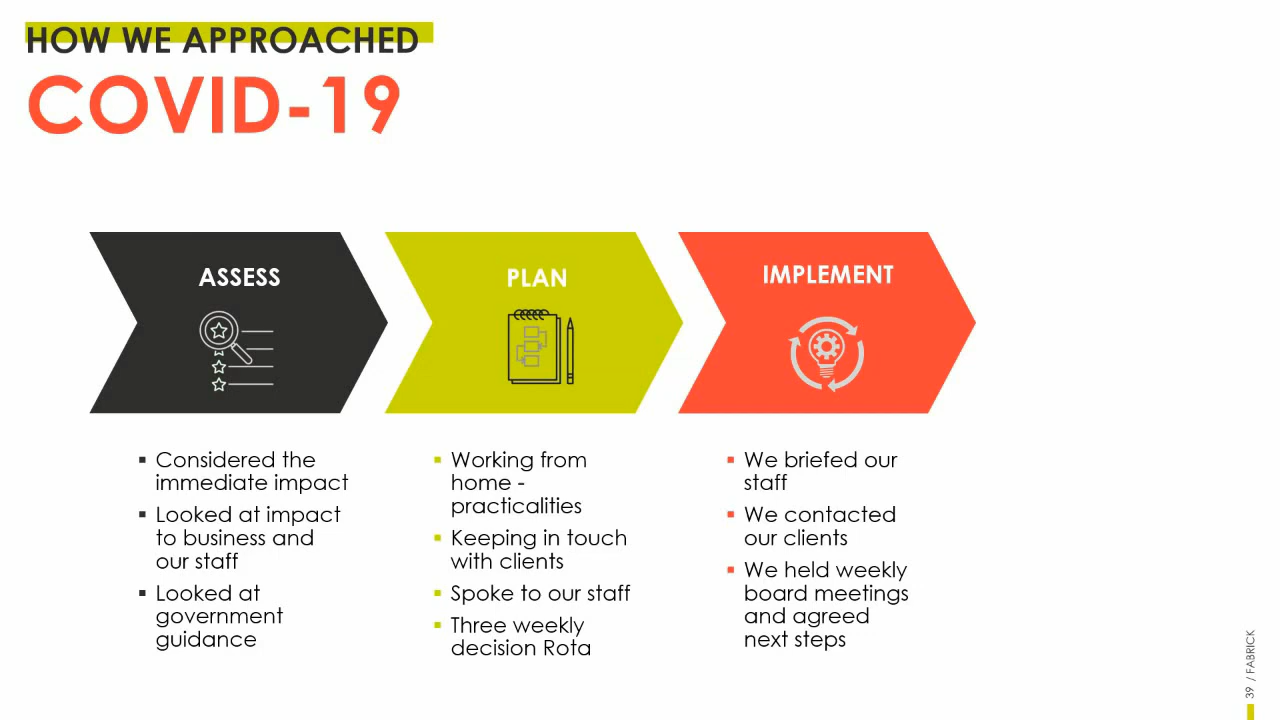 HOW WE APPROACHED
COVID-19
ASSESS
PLAN
IMPLEMENT
▪ Considered the
immediate impact
▪ Looked at impact
to business and
our staff
▪ Looked at
government
guidance
▪ Working from
home -
practicalities
▪ Keeping in touch
with clients
▪ Spoke to our staff
▪ Three weekly
decision Rota
▪ We briefed our
staff
▪ We contacted
our clients
▪ We held weekly
board meetings
and agreed
next steps
39 / FABRICK